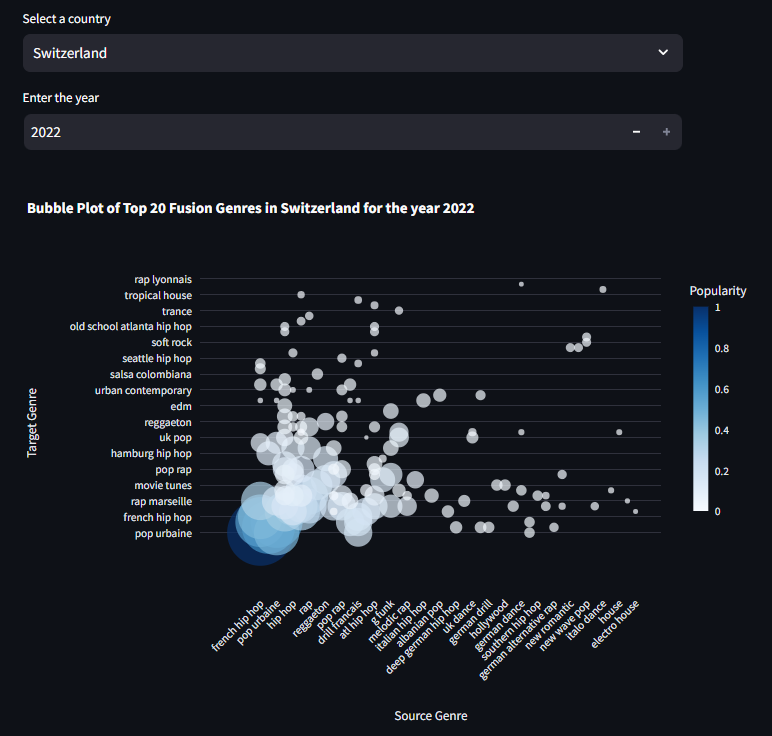 Select a country
Switzerland
Enter the year
2022
Bubble Plot of Top 20 Fusion Genres in Switzerland for the year 2022
Popularity
1
0.8
0.6
0.4
0.2
0
Target Genre
rap lyonnais
tropical house
trance
old school atlanta hip hop
soft rock
seattle hip hop
salsa colombiana
urban contemporary
edm
reggaeton
uk pop
hamburg hip hop
pop rap
movie tunes
rap marseille
french hip hop
pop urbaine
french hip hop
pop urbaine
hip hop
rap
reggaeton
pop rap
drill francais
atl hip hop
g funk
melodic rap
italian hip hop
albanian pop
deep german hip hop
uk dance
german drill
hollywood
german dance
southern hip hop
german alternative rap
new romantic
new wave pop
italo dance
house
electro house
Source Genre